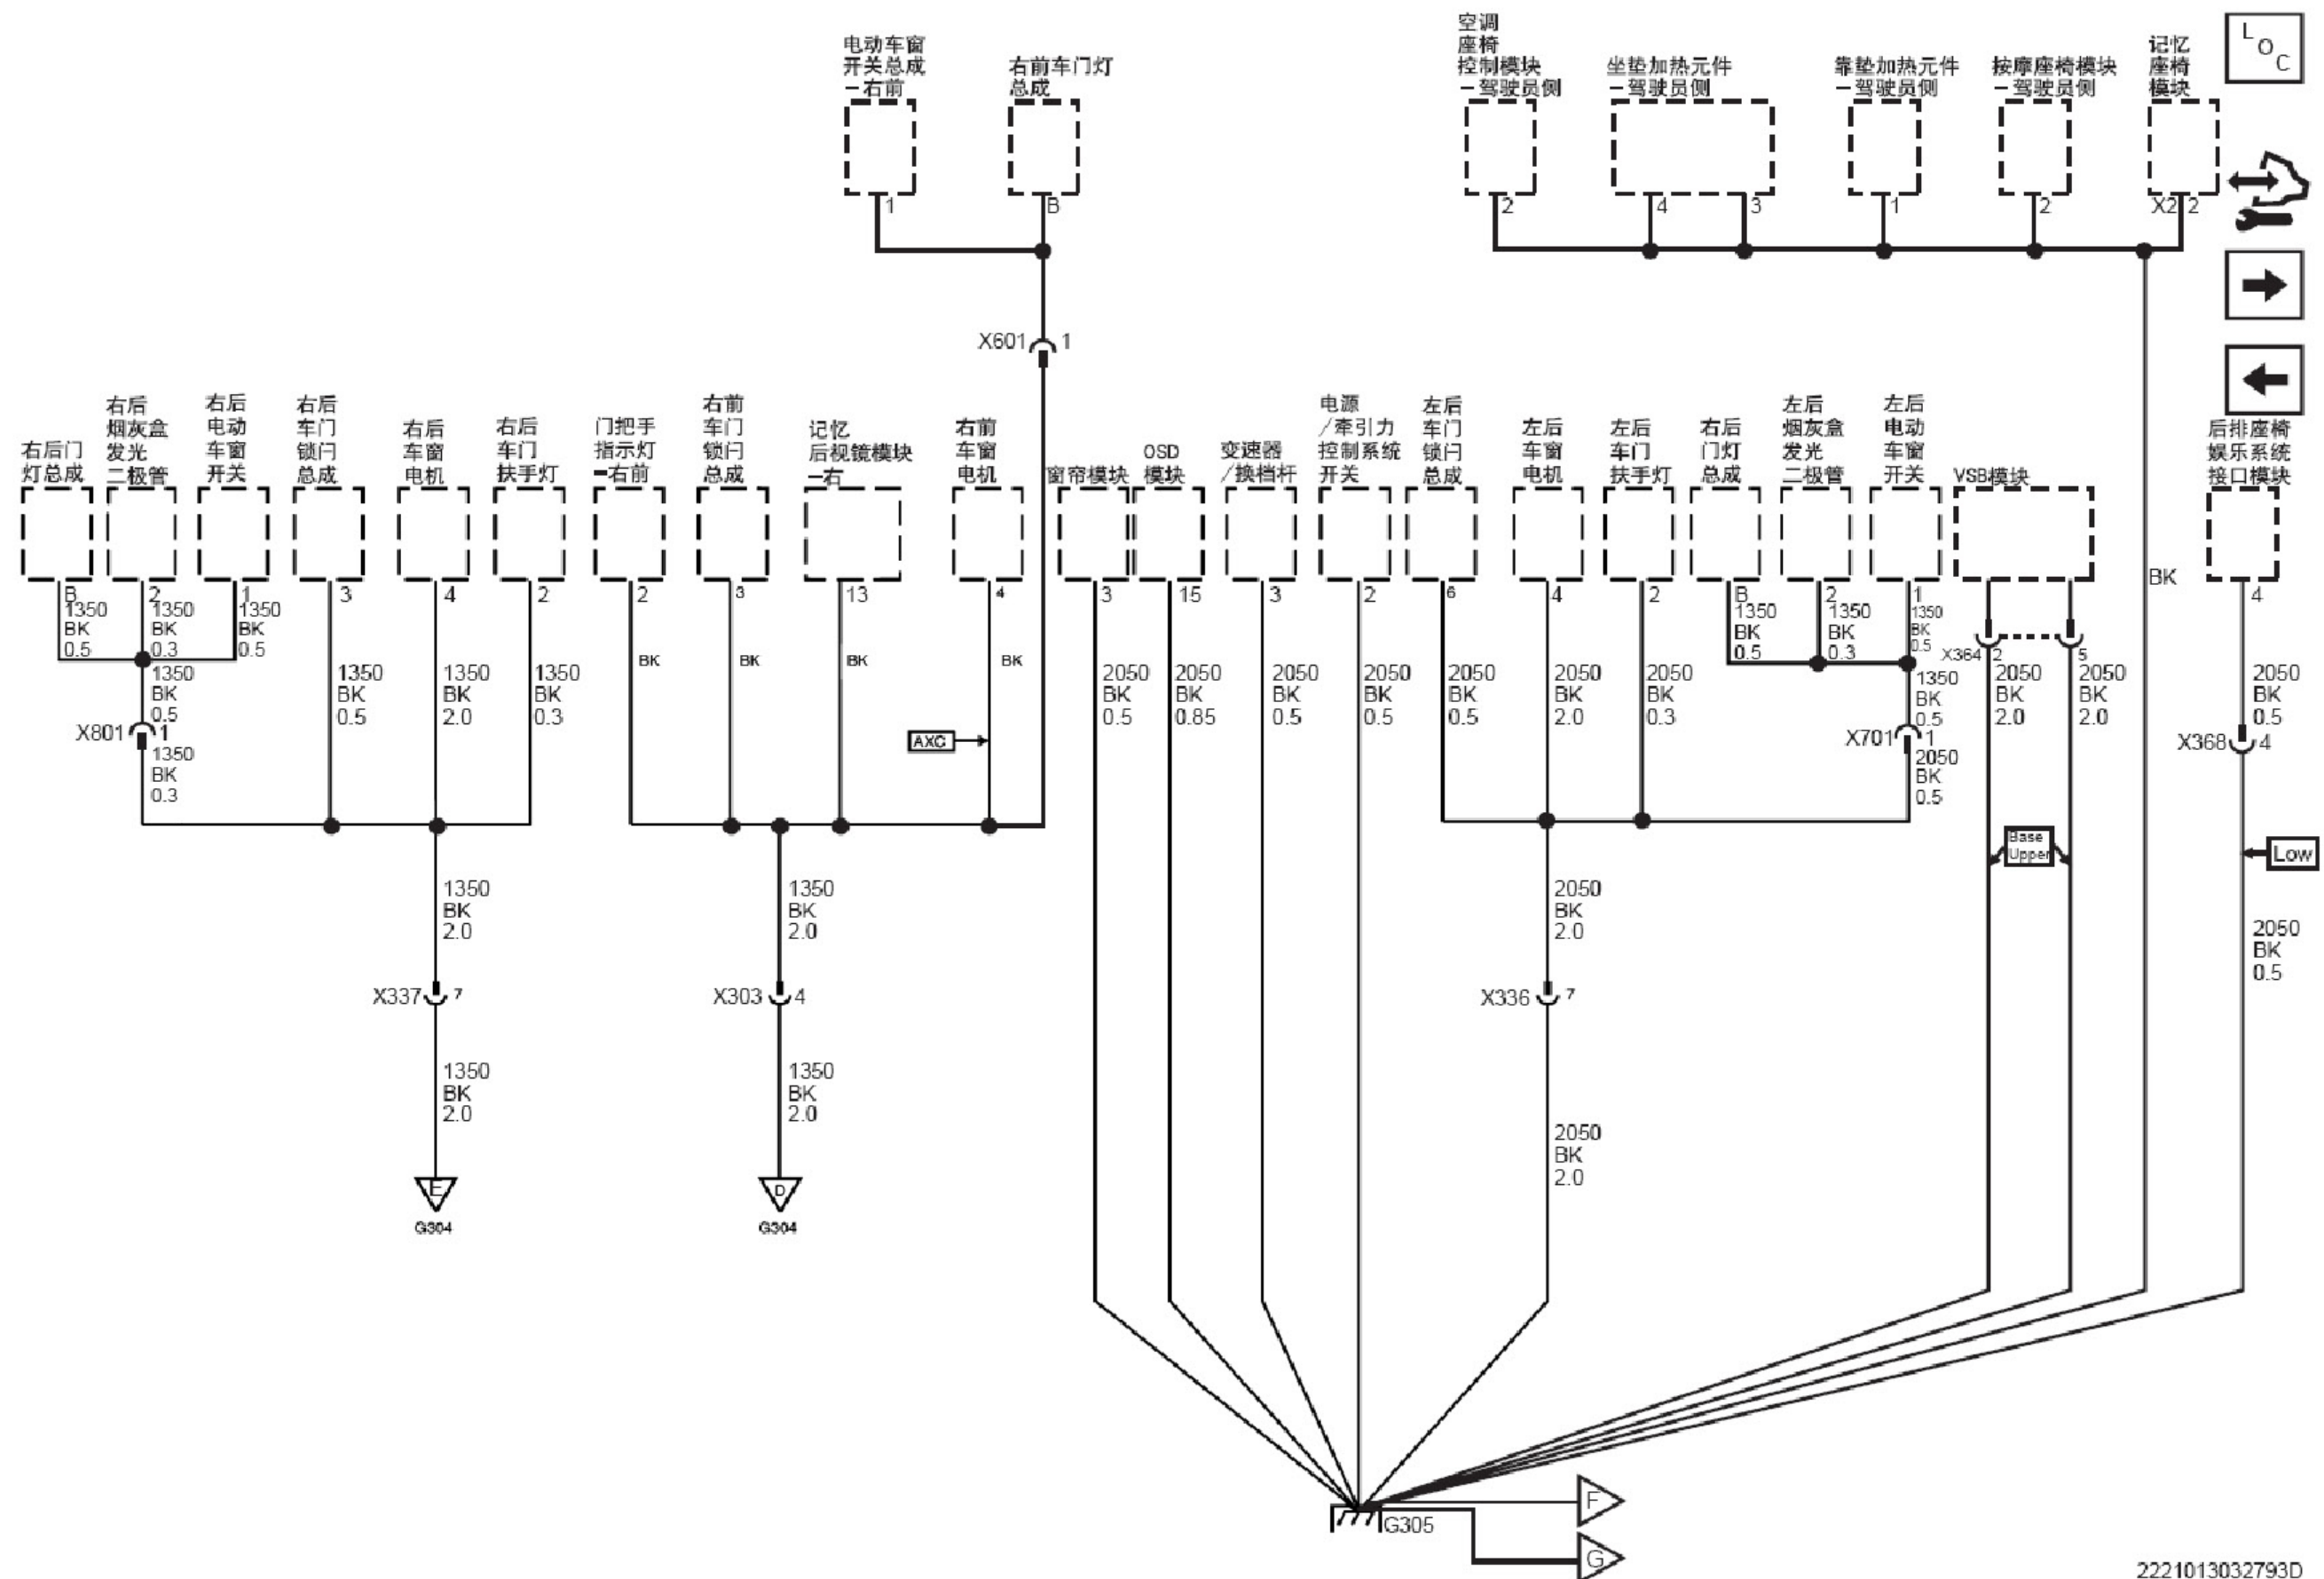 电动车窗
开关总成
－右前
右前车门灯
总成
空调
座椅
控制模块
－驾驶员侧
坐垫加热元件
－驾驶员侧
靠垫加热元件
－驾驶员侧
按摩座椅模块
－驾驶员侧
记忆
座椅
模块
L
O
C
1
B
2
4
3
1
2
X2 2
X601 1
右后门
灯总成
右后
烟灰盒
发光
二极管
右后
电动
车窗
开关
右后
车门
锁闩
总成
右后
车窗
电机
右后
车门
扶手灯
门把手
指示灯
－右前
右前
车门
锁闩
总成
记忆
后视镜模块
－右
右前
车窗
电机
窗帘模块
OSD
模块
变速器
/换档杆
电源
/牵引力
控制系统
开关
左后
车门
锁闩
总成
左后
车窗
电机
左后
车门
扶手灯
右后
门灯
总成
左后
烟灰盒
发光
二极管
左后
电动
车窗
开关
VSB模块
后排座椅
娱乐系统
接口模块
B
1350
BK
0.5
2
1350
BK
0.3
1
1350
BK
0.5
3
4
2
2
3
13
4
3
15
3
2
6
4
2
B
1350
BK
0.5
2
1350
BK
0.3
1
1350
BK
0.5
BK
4
1350
BK
0.5
X801 1
1350
BK
0.3
1350
BK
0.5
1350
BK
2.0
1350
BK
0.3
BK
BK
BK
BK
AXC
2050
BK
0.5
2050
BK
0.85
2050
BK
0.5
2050
BK
0.5
2050
BK
0.5
2050
BK
2.0
2050
BK
0.3
1350
BK
0.5
X701 1
2050
BK
0.5
X364 2
5
2050
BK
2.0
2050
BK
2.0
2050
BK
0.5
X368 4
Base
Upper
Low
1350
BK
2.0
1350
BK
2.0
2050
BK
2.0
2050
BK
0.5
X337 7
X303 4
X336 7
1350
BK
2.0
1350
BK
2.0
2050
BK
2.0
E
G304
D
G304
F
G305
G
2221013032793D